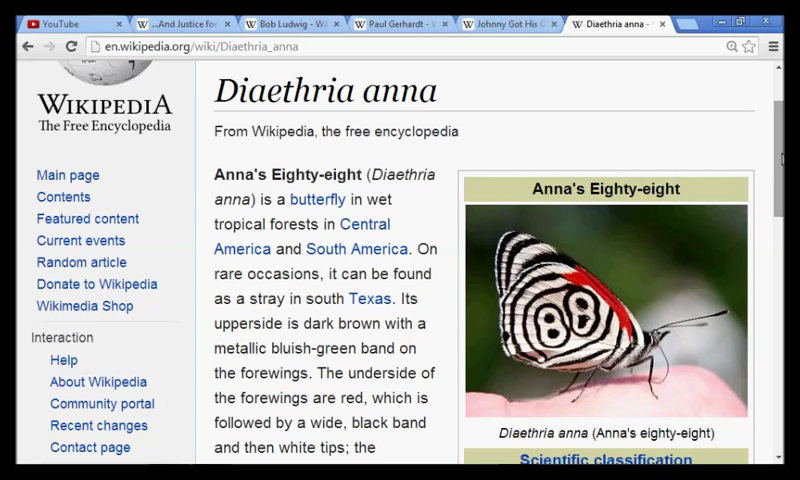 YouTube
...And Justice for
Bob Ludwig - Wi
Paul Gerhardt - W
Johnny Got His G
Diaethria anna -
en.wikipedia.org/wiki/Diaethria_anna
WIKIPEDIA
The Free Encyclopedia
Main page
Contents
Featured content
Current events
Random article
Donate to Wikipedia
Wikimedia Shop
Interaction
Help
About Wikipedia
Community portal
Recent changes
Contact page
Diaethria anna
From Wikipedia, the free encyclopedia
Anna's Eighty-eight (Diaethria
anna) is a butterfly in wet
tropical forests in Central
America and South America. On
rare occasions, it can be found
as a stray in south Texas. Its
upperside is dark brown with a
metallic bluish-green band on
the forewings. The underside of
the forewings are red, which is
followed by a wide, black band
and then white tips; the
Anna's Eighty-eight
Diaethria anna (Anna's eighty-eight)
Scientific classification